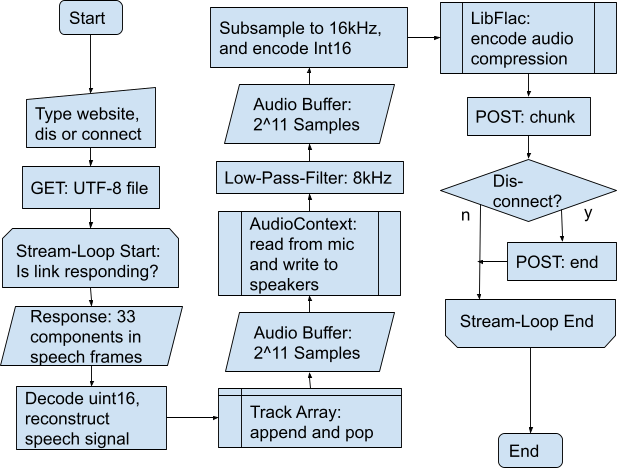 Start
Type website,
dis or connect
GET: UTF-8 file
Stream-Loop Start:
Is link responding?
Response: 33
components in
speech frames
Decode uint16,
reconstruct
speech signal
Track Array:
append and pop
Audio Buffer:
2^11 Samples
AudioContext:
read from mic
and write to
speakers
Low-Pass-Filter: 8kHz
Audio Buffer:
2^11 Samples
Subsample to 16kHz,
and encode Int16
LibFlac:
encode audio
compression
POST: chunk
Dis-
connect?
n
y
POST: end
Stream-Loop End
End